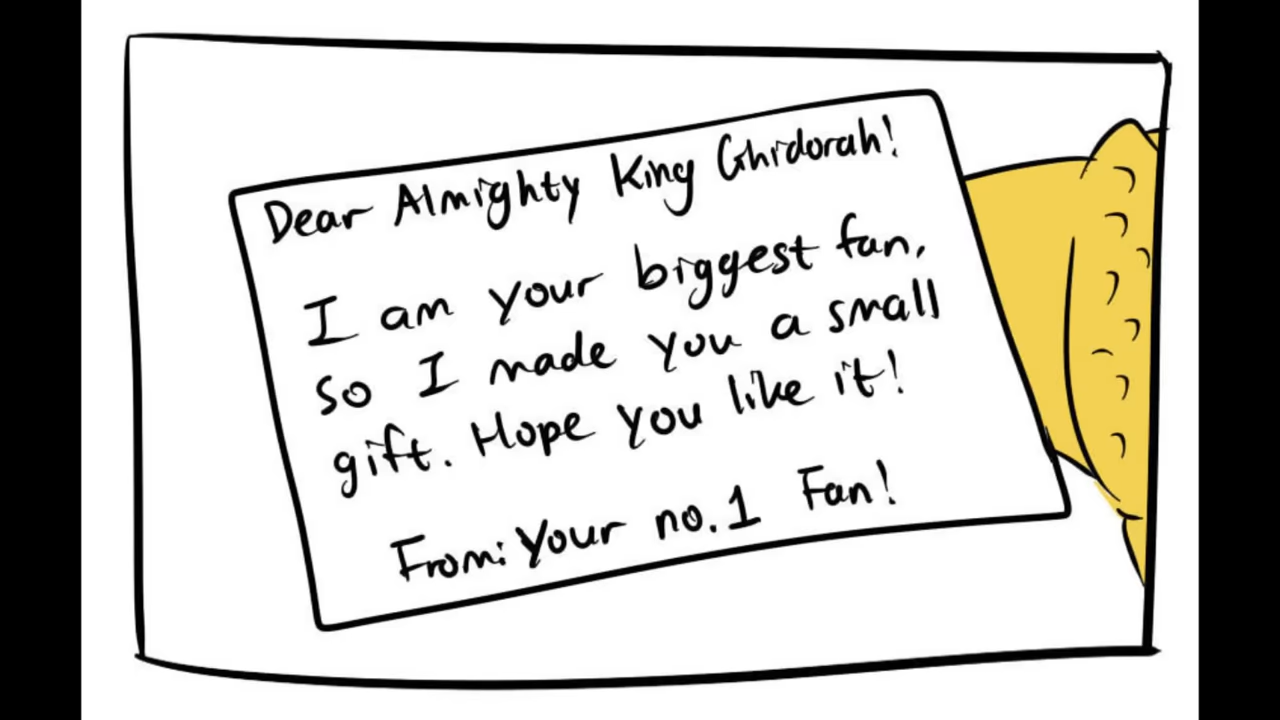 Dear Almighty King Ghidorah!
I am your biggest fan,
so I made you a small
gift. Hope you like it!
From: Your no.1 Fan!